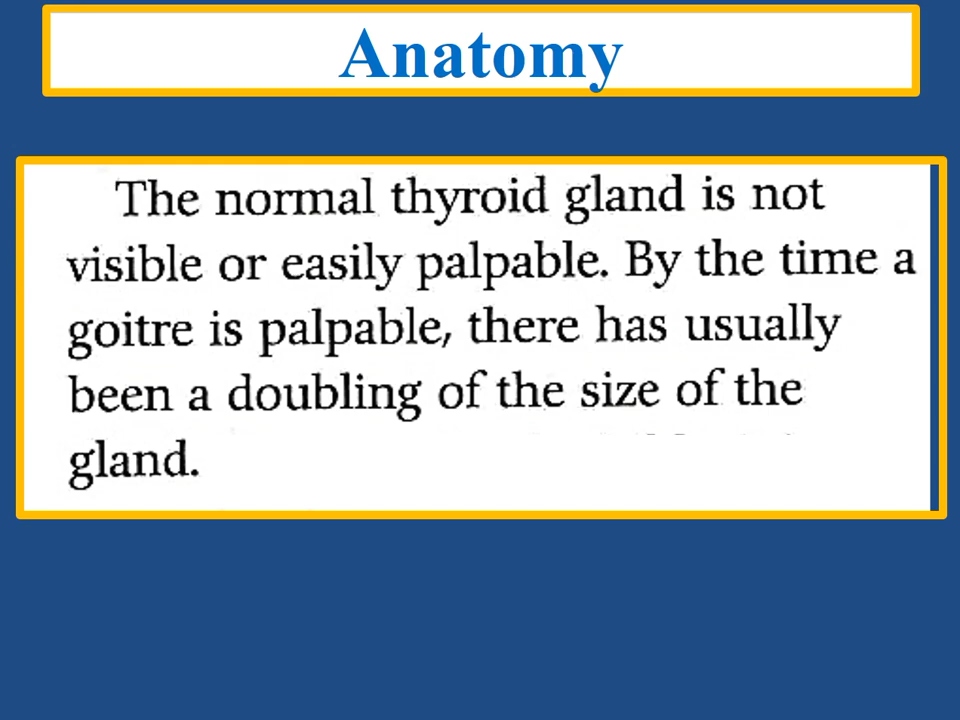 Anatomy
The normal thyroid gland is not
visible or easily palpable. By the time a
goitre is palpable, there has usually
been a doubling of the size of the
gland.